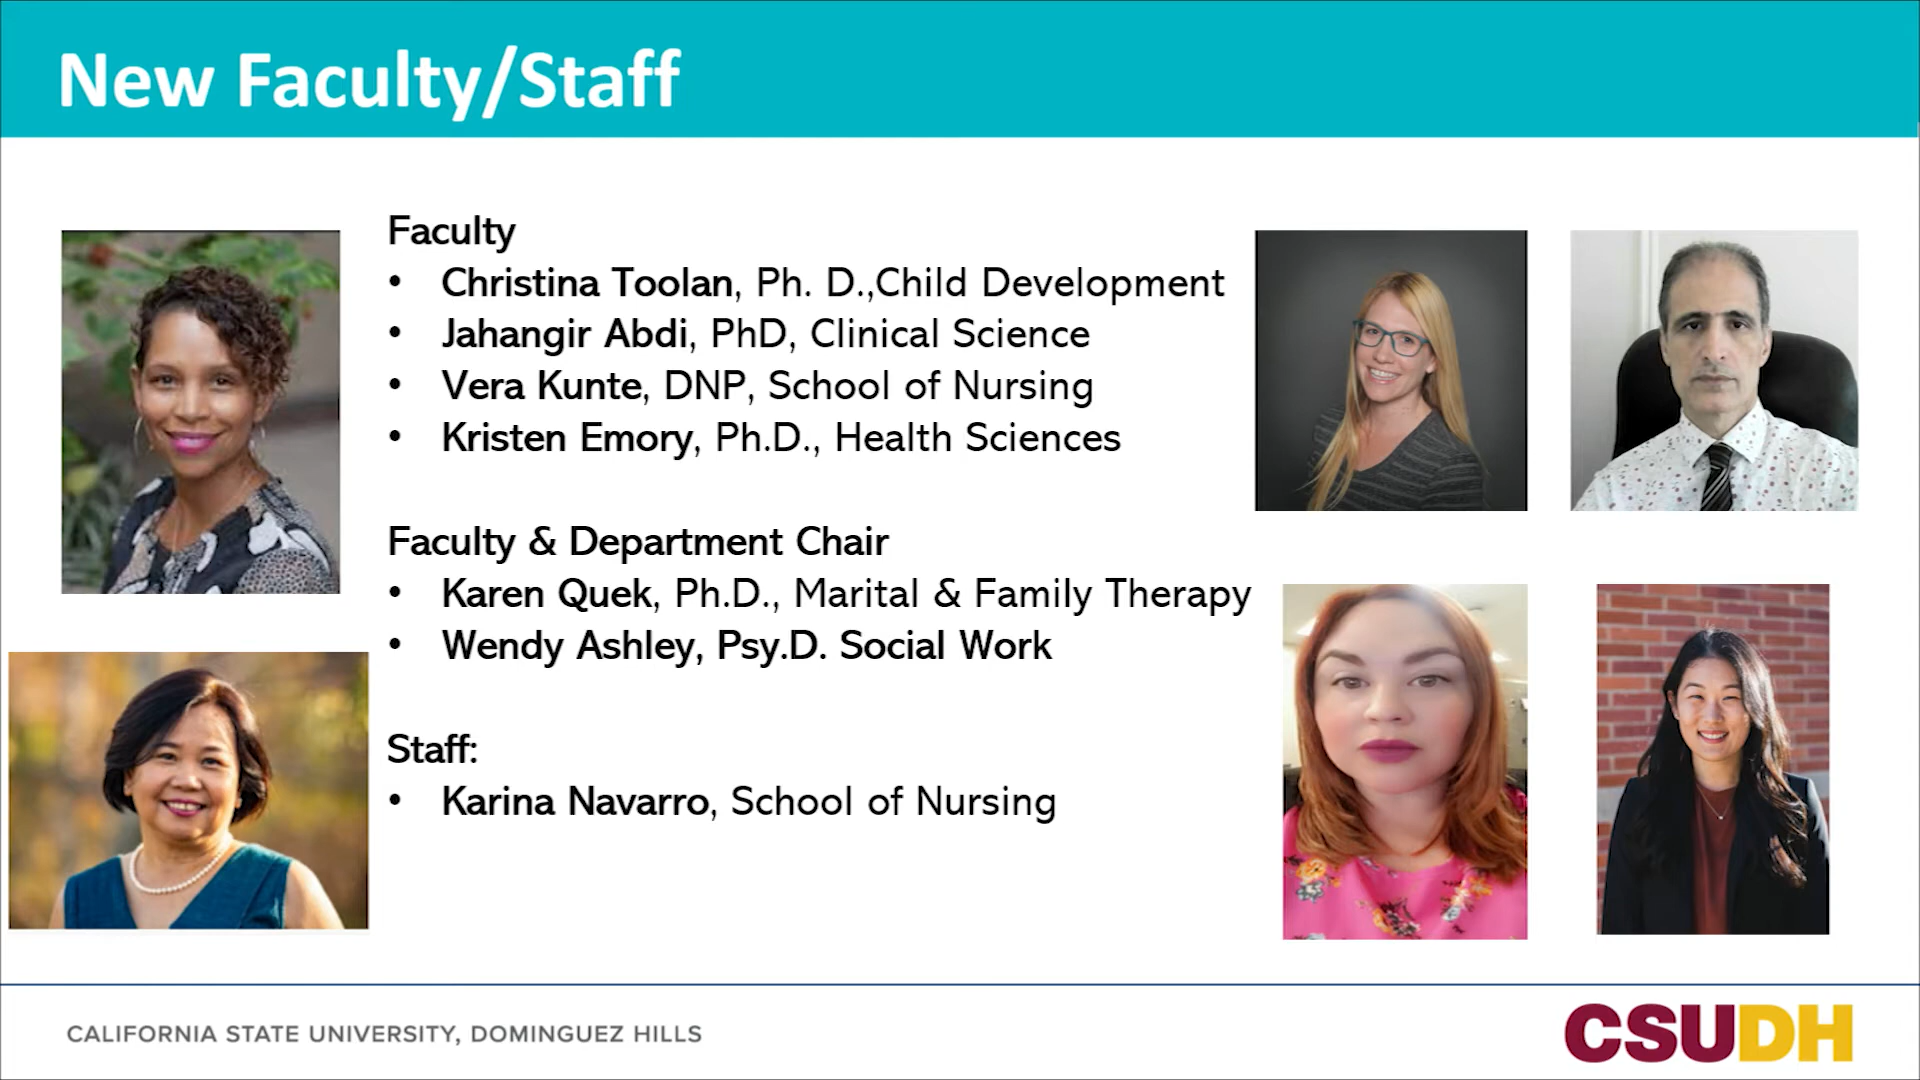 New Faculty/Staff
Faculty
• Christina Toolan, Ph. D.,Child Development
• Jahangir Abdi, PhD, Clinical Science
• Vera Kunte, DNP, School of Nursing
• Kristen Emory, Ph.D., Health Sciences
Faculty & Department Chair
• Karen Quek, Ph.D., Marital & Family Therapy
• Wendy Ashley, Psy.D. Social Work
Staff:
• Karina Navarro, School of Nursing
CALIFORNIA STATE UNIVERSITY, DOMINGUEZ HILLS
CSUDH